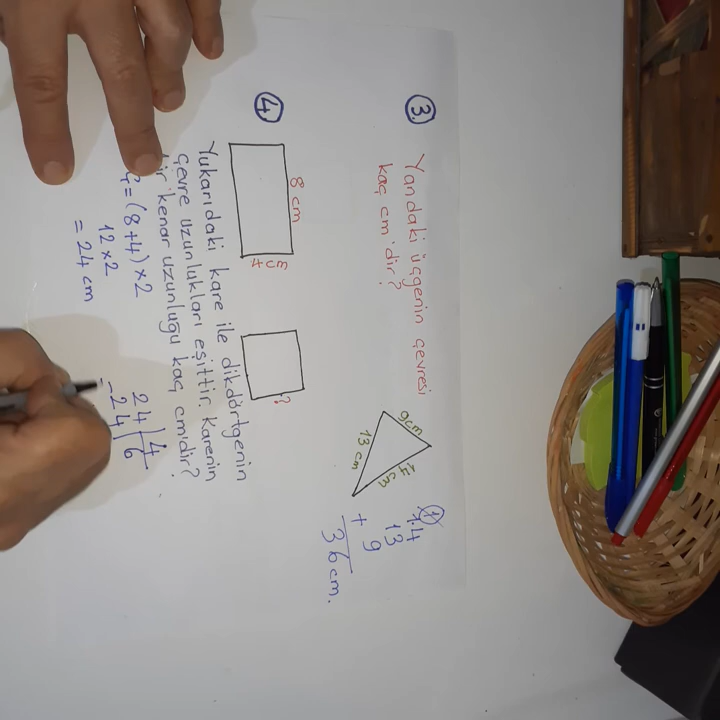 3.
Yandaki üçgenin çevresi
kaç cm'dir?
9cm
14 cm
13 cm
1
14
13
+ 9
36 cm.
4.
8 cm
4 cm
?
Yukarıdaki kare ile dikdörtgenin
çevre uzunlukları eşittir. Karenin
bir kenar uzunluğu kaç cm'dir?
Ç = (8+4) x 2
12 x 2
= 24 cm
24 4
-24 6